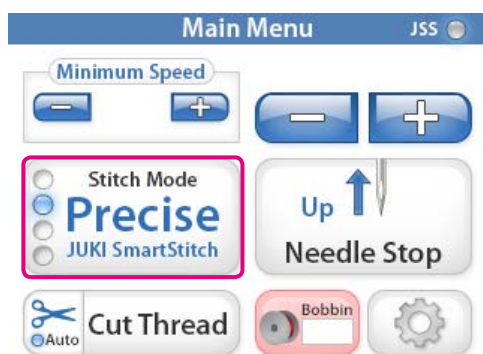 Main Menu
JSS
Minimum Speed
Stitch Mode
Precise
JUKI SmartStitch
Up
Needle Stop
Auto
Cut Thread
Bobbin